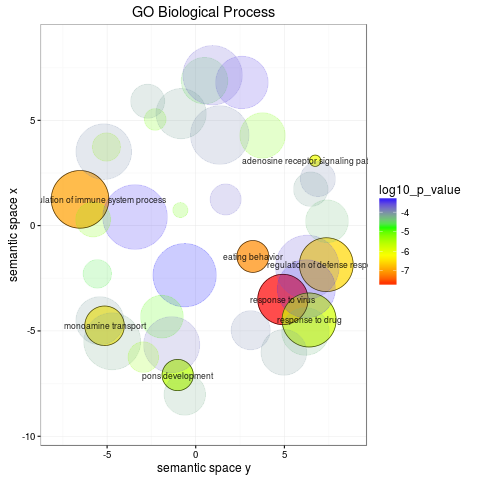 GO Biological Process
adenosine receptor signaling pat
ulation of immune system process
eating behavior
regulation of defense resp
response to virus
response to drug
monoamine transport
pons development
5
0
-5
-10
-5
0
5
semantic space y
semantic space x
log10_p_value
-4
-5
-6
-7